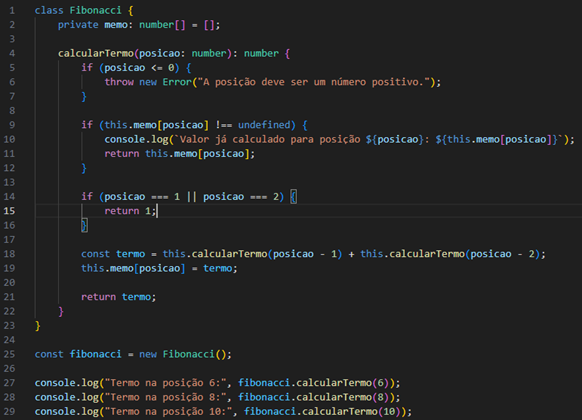 1 class Fibonacci {
2     private memo: number[] = [];
3
4     calcularTermo(posicao: number): number {
5         if (posicao <= 0) {
6             throw new Error("A posição deve ser um número positivo.");
7         }
8
9         if (this.memo[posicao] !== undefined) {
10             console.log(`Valor já calculado para posição ${posicao}: ${this.memo[posicao]}`);
11             return this.memo[posicao];
12         }
13
14         if (posicao === 1 || posicao === 2) {
15             return 1;
16         }
17
18         const termo = this.calcularTermo(posicao - 1) + this.calcularTermo(posicao - 2);
19         this.memo[posicao] = termo;
20
21         return termo;
22     }
23 }
24
25 const fibonacci = new Fibonacci();
26
27 console.log("Termo na posição 6:", fibonacci.calcularTermo(6));
28 console.log("Termo na posição 8:", fibonacci.calcularTermo(8));
29 console.log("Termo na posição 10:", fibonacci.calcularTermo(10));